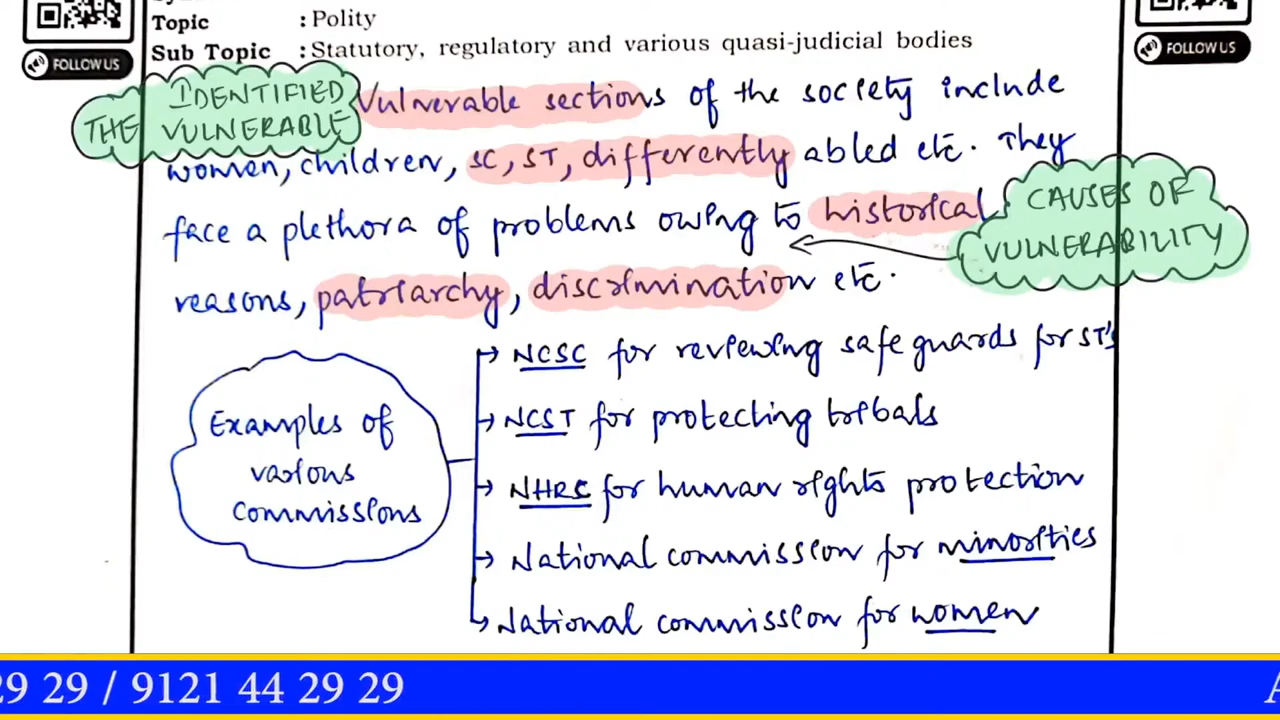 Topic : Polity
Sub Topic : Statutory, regulatory and various quasi-judicial bodies
FOLLOW US
FOLLOW US
THE IDENTIFIED VULNERABLE
Vulnerable sections of the society include
women, children, SC, ST, differently abled etc. They
face a plethora of problems owing to historical
reasons, patriarchy, discrimination etc.
CAUSES OF
VULNERABILITY
Examples of
various
commissions
NCSC for reviewing safeguards for ST's
NCST for protecting tribals
NHRC for human rights protection
National commission for minorities
National commission for women
29 29 / 9121 44 29 29
A